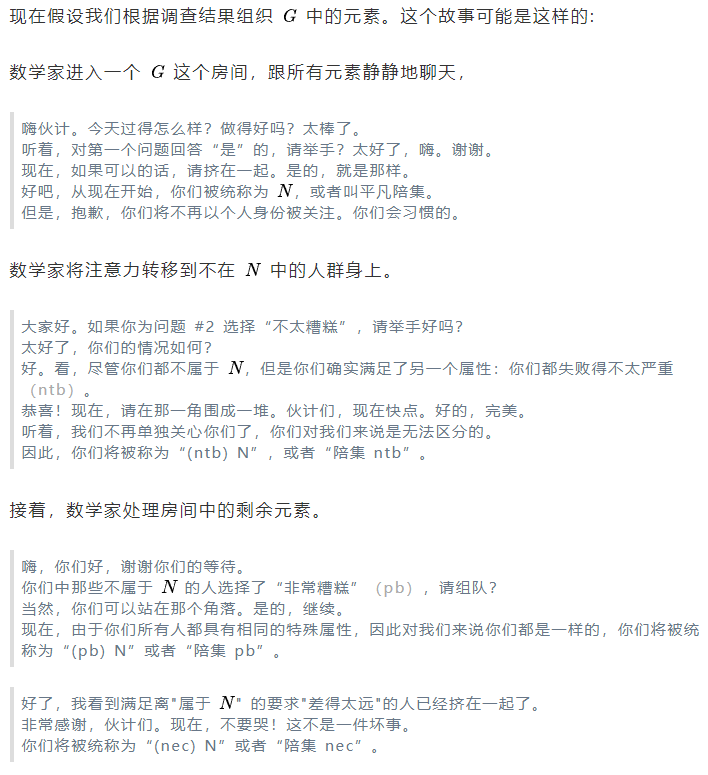 现在假设我们根据调查结果组织 G 中的元素。这个故事可能是这样的:
数学家进入一个 G 这个房间，跟所有元素静静地聊天，
嗨伙计。今天过得怎么样？做得好吗？太棒了。
听着，对第一个问题回答“是”的，请举手？太好了，嗨。谢谢。
现在，如果可以的话，请挤在一起。是的，就是那样。
好吧，从现在开始，你们被统称为 N，或者叫平凡陪集。
但是，抱歉，你们将不再以个人身份被关注。你们会习惯的。
数学家将注意力转移到不在 N 中的人群身上。
大家好。如果你为问题 #2 选择“不太糟糕”，请举手好吗？
太好了，你们的情况如何？
好。看，尽管你们都不属于 N，但是你们确实满足了另一个属性：你们都失败得不太严重
（ntb）。
恭喜！现在，请在那一角围成一堆。伙计们，现在快点。好的，完美。
听着，我们不再单独关心你们了，你们对我们来说是无法区分的。
因此，你们将被称为“(ntb) N”，或者“陪集 ntb”。
接着，数学家处理房间中的剩余元素。
嗨，你们好，谢谢你们的等待。
你们中那些不属于 N 的人选择了“非常糟糕”（pb），请组队？
当然，你们可以站在那个角落。是的，继续。
现在，由于你们所有人都具有相同的特殊属性，因此对我们来说你们都是一样的，你们将被统
称为“(pb) N”或者“陪集 pb”。
好了，我看到满足离"属于 N" 的要求"差得太远"的人已经挤在一起了。
非常感谢，伙计们。现在，不要哭！这不是一件坏事。
你们将被统称为“(nec) N”或者“陪集 nec”。